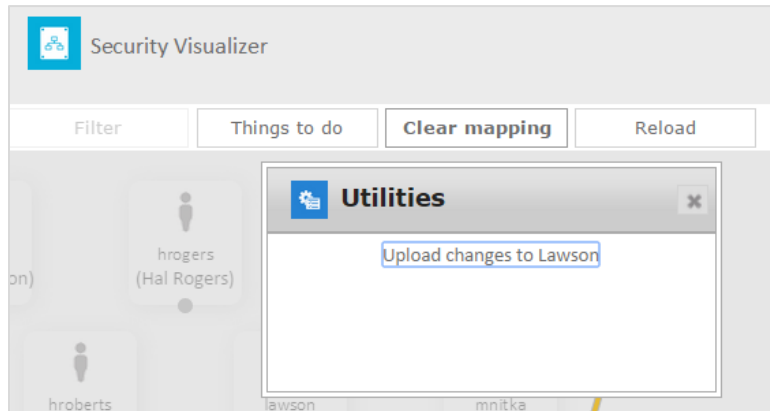 Security Visualizer
Filter
Things to do
Clear mapping
Reload
Utilities
Upload changes to Lawson
hrogers
(Hal Rogers)
on)
hroberts
lawson
mnitka